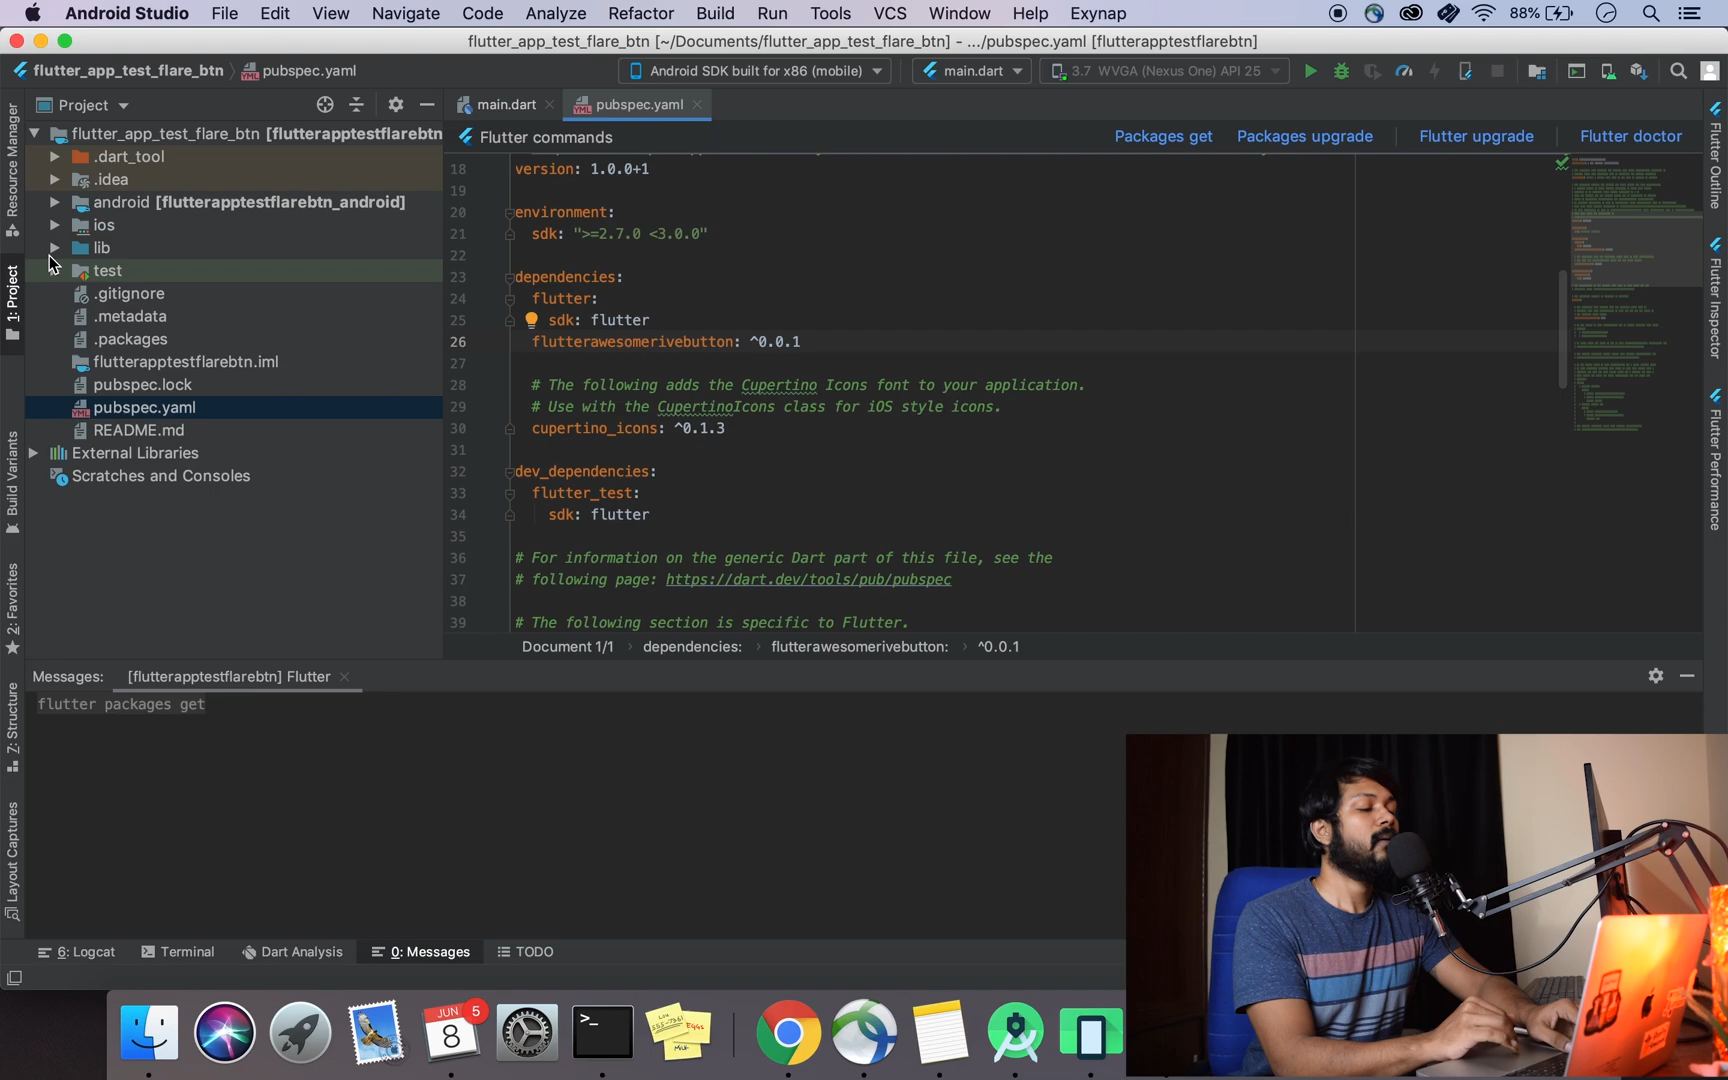 Android Studio File Edit View Navigate Code Analyze Refactor Build Run Tools VCS Window Help Exynap 88%
flutter_app_test_flare_btn [~/Documents/flutter_app_test_flare_btn] - .../pubspec.yaml [flutterapptestflarebtn]
flutter_app_test_flare_btn pubspec.yaml Android SDK built for x86 (mobile) main.dart 3.7 WVGA (Nexus One) API 25
Project main.dart pubspec.yaml
Flutter commands Packages get Packages upgrade Flutter upgrade Flutter doctor
flutter_app_test_flare_btn [flutterapptestflarebtn
.dart_tool
.idea
android [flutterapptestflarebtn_android]
ios
lib
test
.gitignore
.metadata
.packages
flutterapptestflarebtn.iml
pubspec.lock
pubspec.yaml
README.md
External Libraries
Scratches and Consoles
18 version: 1.0.0+1
19
20 environment:
21 sdk: ">=2.7.0 <3.0.0"
22
23 dependencies:
24 flutter:
25 sdk: flutter
26 flutterawesomerivebutton: ^0.0.1
27
28 # The following adds the Cupertino Icons font to your application.
29 # Use with the CupertinoIcons class for iOS style icons.
30 cupertino_icons: ^0.1.3
31
32 dev_dependencies:
33 flutter_test:
34 sdk: flutter
35
36 # For information on the generic Dart part of this file, see the
37 # following page: https://dart.dev/tools/pub/pubspec
38
39 # The following section is specific to Flutter.
Document 1/1 dependencies: flutterawesomerivebutton: ^0.0.1
Resource Manager
1: Project
Build Variants
2: Favorites
Z: Structure
Layout Captures
Flutter Outline
Flutter Inspector
Flutter Performance
Messages: [flutterapptestflarebtn] Flutter
flutter packages get
6: Logcat Terminal Dart Analysis 0: Messages TODO
JUN
8
5
>_
EGGS
MILK